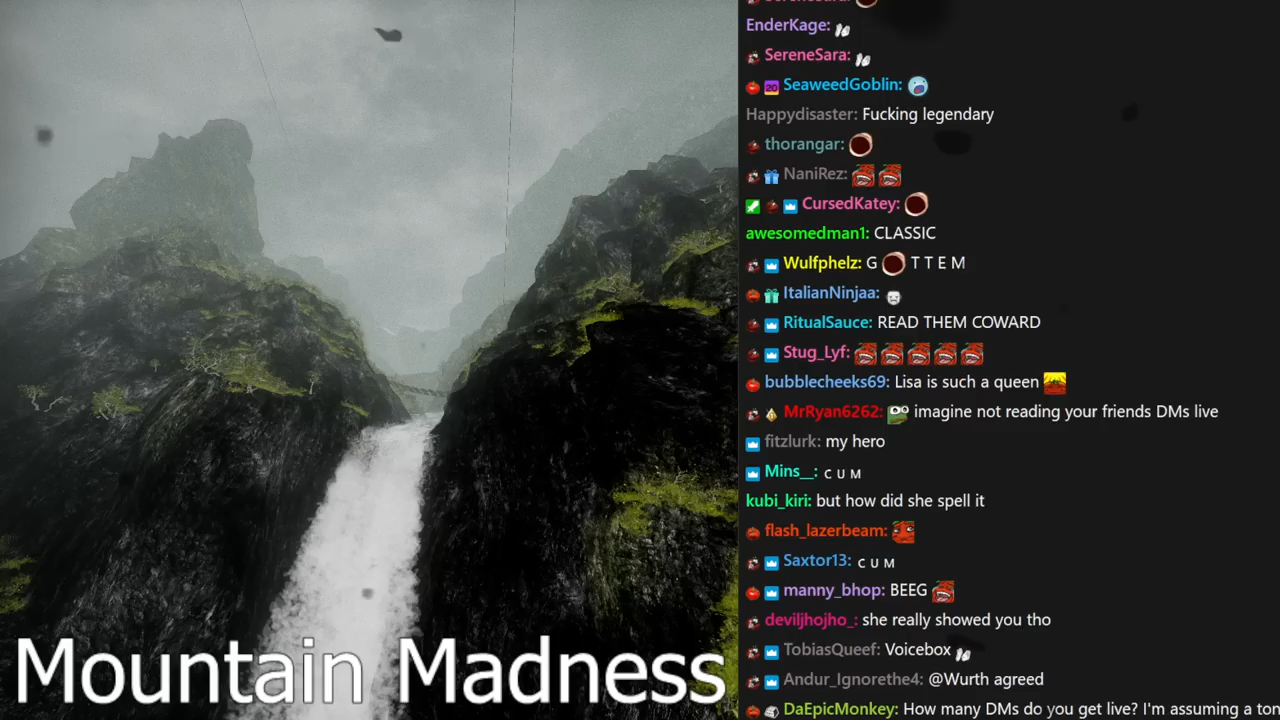 EnderKage:
SereneSara:
20 SeaweedGoblin:
Happydisaster: Fucking legendary
thorangar:
NaniRez:
CursedKatey:
awesomedman1: CLASSIC
Wulfphelz: G T T E M
ItalianNinjaa:
RitualSauce: READ THEM COWARD
Stug_Lyf:
bubblecheeks69: Lisa is such a queen
MrRyan6262: imagine not reading your friends DMs live
fitzlurk: my hero
Mins__: C U M
kubi_kiri: but how did she spell it
flash_lazerbeam:
Saxtor13: C U M
manny_bhop: BEEG
deviljhojho_: she really showed you tho
TobiasQueef: Voicebox
Andur_Ignorethe4: @Wurth agreed
DaEpicMonkey: How many DMs do you get live? I'm assuming a ton
Mountain Madness